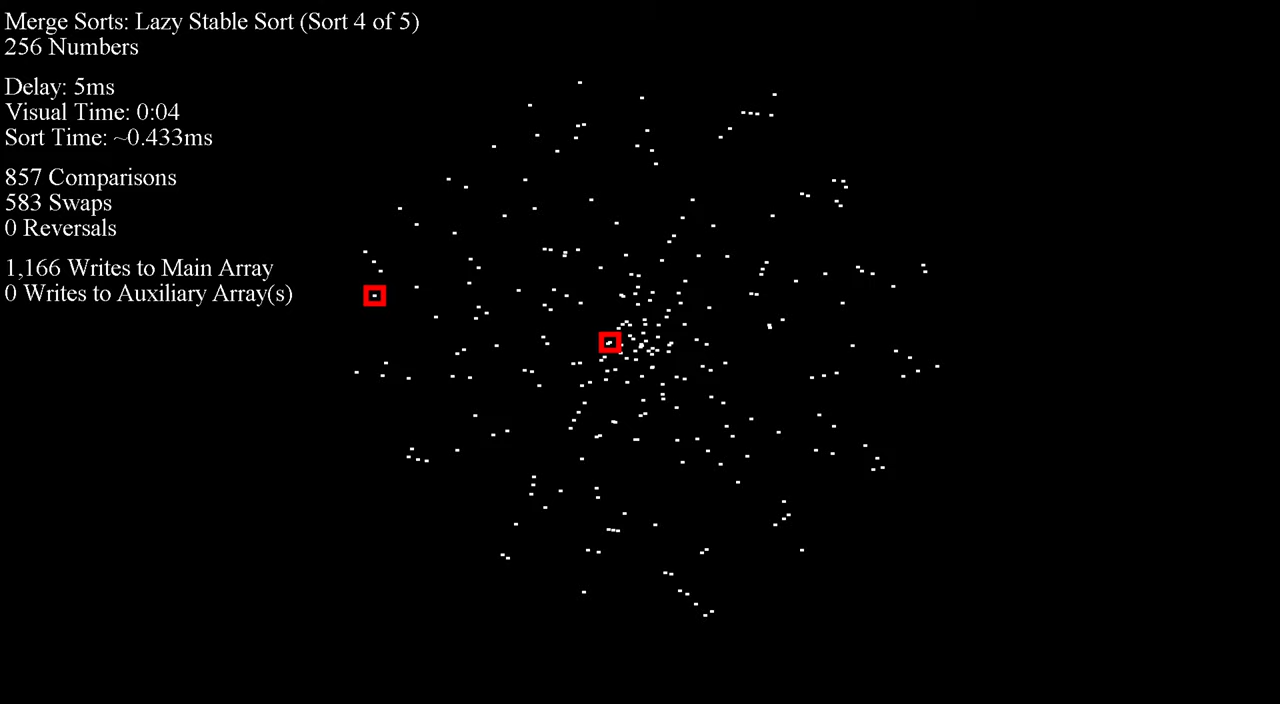 Merge Sorts: Lazy Stable Sort (Sort 4 of 5)
256 Numbers
Delay: 5ms
Visual Time: 0:04
Sort Time: ~0.433ms
857 Comparisons
583 Swaps
0 Reversals
1,166 Writes to Main Array
0 Writes to Auxiliary Array(s)